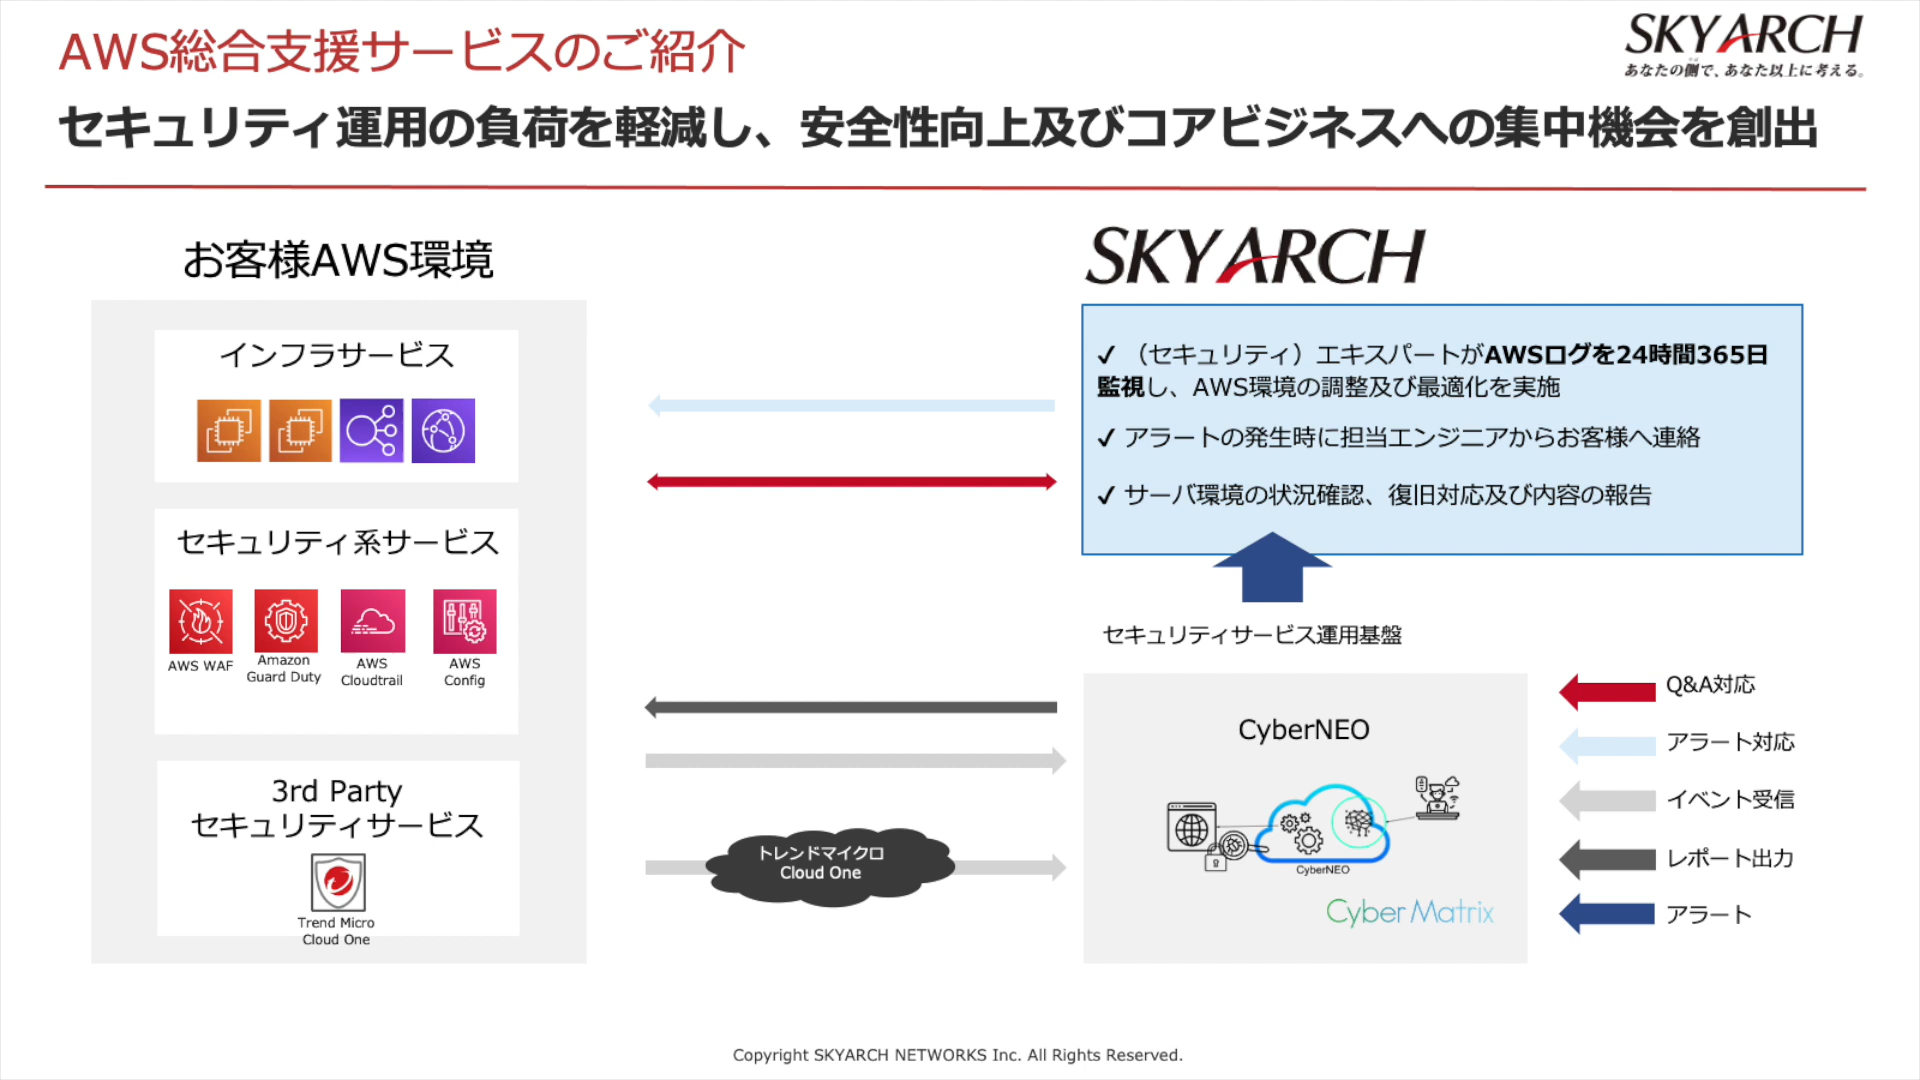 AWS総合支援サービスのご紹介
SKYARCH
あなたの側で、あなた以上に考える。
セキュリティ運用の負荷を軽減し、安全性向上及びコアビジネスへの集中機会を創出
お客様AWS環境
インフラサービス
セキュリティ系サービス
AWS WAF
Amazon
Guard Duty
AWS
Cloudtrail
AWS
Config
3rd Party
セキュリティサービス
Trend Micro
Cloud One
トレンドマイクロ
Cloud One
SKYARCH
✓ （セキュリティ）エキスパートがAWSログを24時間365日
監視し、AWS環境の調整及び最適化を実施
✓ アラートの発生時に担当エンジニアからお客様へ連絡
✓ サーバ環境の状況確認、復旧対応及び内容の報告
セキュリティサービス運用基盤
CyberNEO
CyberNEO
CyberMatrix
Q&A対応
アラート対応
イベント受信
レポート出力
アラート
Copyright SKYARCH NETWORKS Inc. All Rights Reserved.